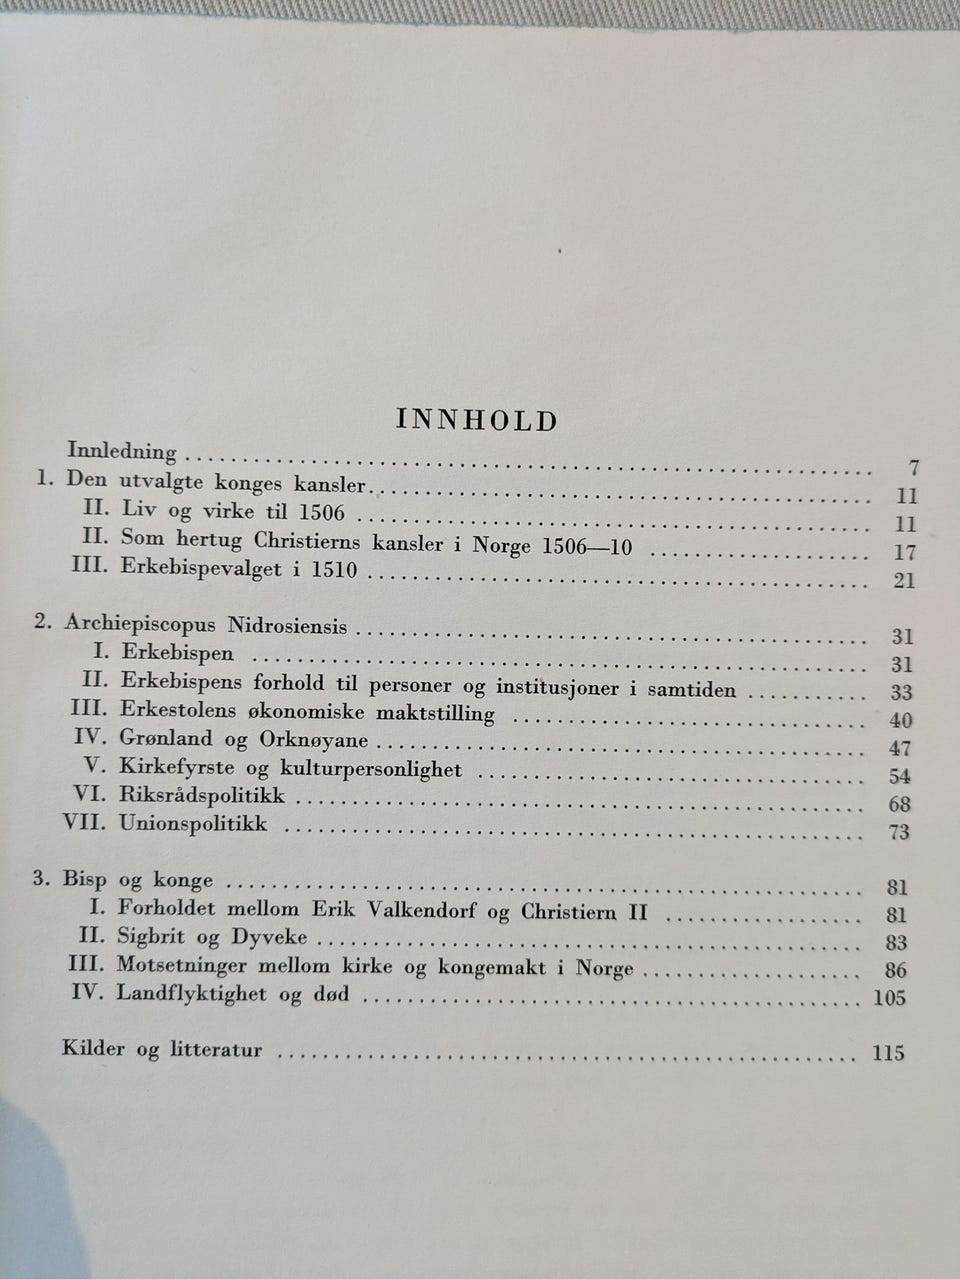 INNHOLD
Innledning ........................................ 7
1. Den utvalgte konges kansler........................................ 11
II. Liv og virke til 1506 ........................................ 11
II. Som hertug Christierns kansler i Norge 1506—10 .................... 17
III. Erkebispevalget i 1510 ........................................ 21
2. Archiepiscopus Nidrosiensis ........................................ 31
I. Erkebispen ........................................ 31
II. Erkebispens forhold til personer og institusjoner i samtiden ........... 33
III. Erkestolens økonomiske maktstilling .............................. 40
IV. Grønland og Orknøyane ........................................ 47
V. Kirkefyrste og kulturpersonlighet .............................. 54
VI. Riksrådspolitikk ........................................ 68
VII. Unionspolitikk ........................................ 73
3. Bisp og konge ........................................ 81
I. Forholdet mellom Erik Valkendorf og Christiern II .................. 81
II. Sigbrit og Dyveke ........................................ 83
III. Motsetninger mellom kirke og kongemakt i Norge .................... 86
IV. Landflyktighet og død ........................................ 105
Kilder og litteratur ........................................ 115